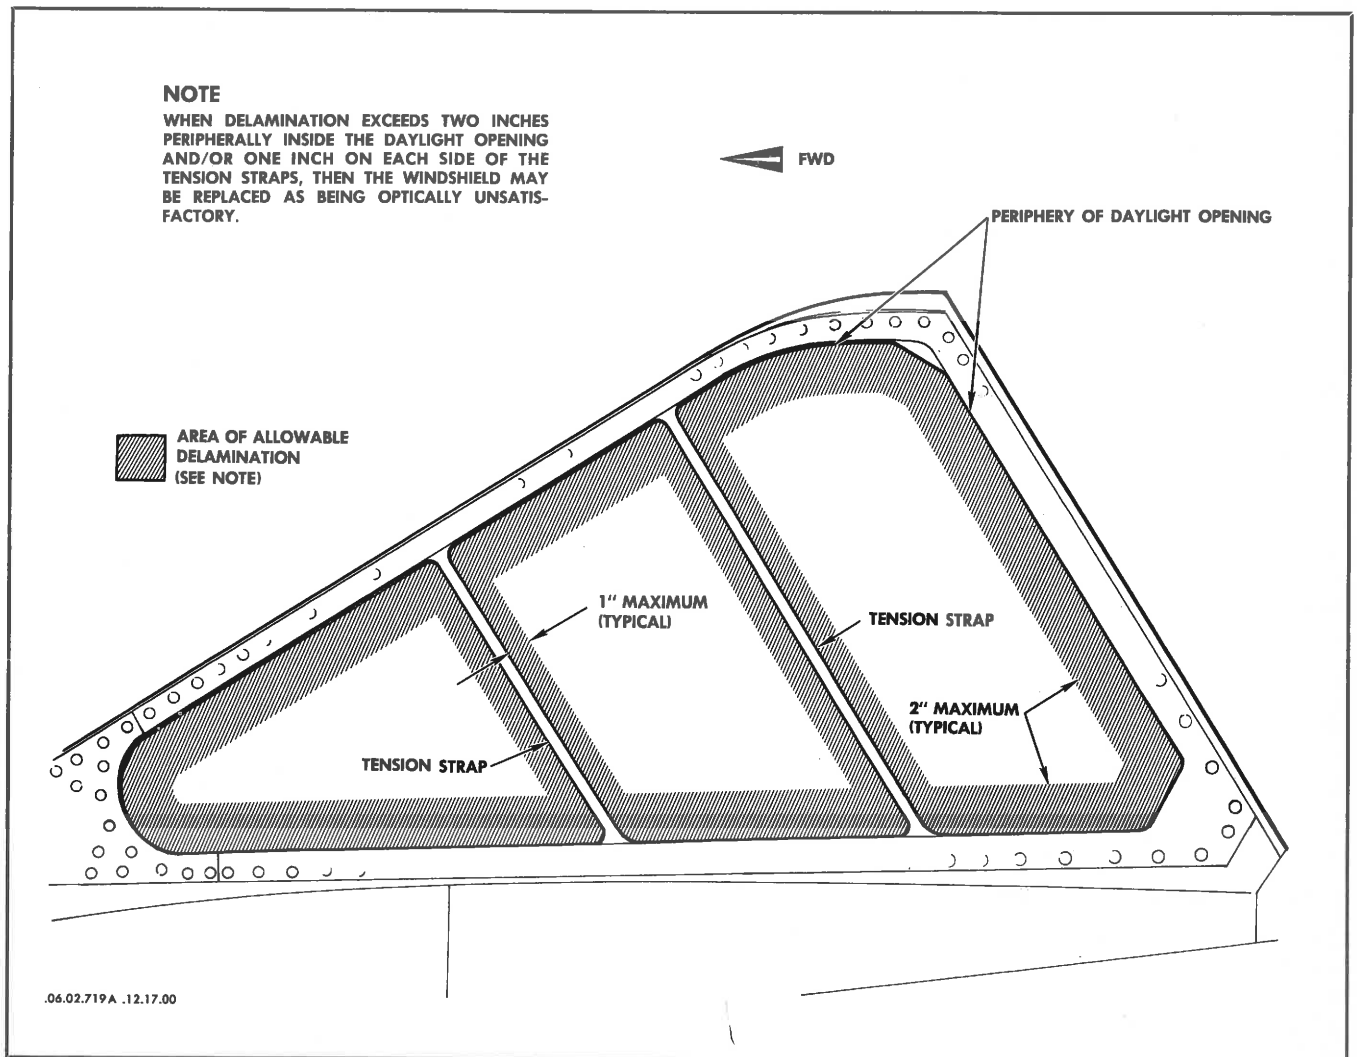 NOTE
WHEN DELAMINATION EXCEEDS TWO INCHES
PERIPHERALLY INSIDE THE DAYLIGHT OPENING
AND/OR ONE INCH ON EACH SIDE OF THE
TENSION STRAPS, THEN THE WINDSHIELD MAY
BE REPLACED AS BEING OPTICALLY UNSATIS-
FACTORY.
FWD
PERIPHERY OF DAYLIGHT OPENING
AREA OF ALLOWABLE
DELAMINATION
(SEE NOTE)
1" MAXIMUM
(TYPICAL)
TENSION STRAP
2" MAXIMUM
(TYPICAL)
TENSION STRAP
.06.02.719A .12.17.00